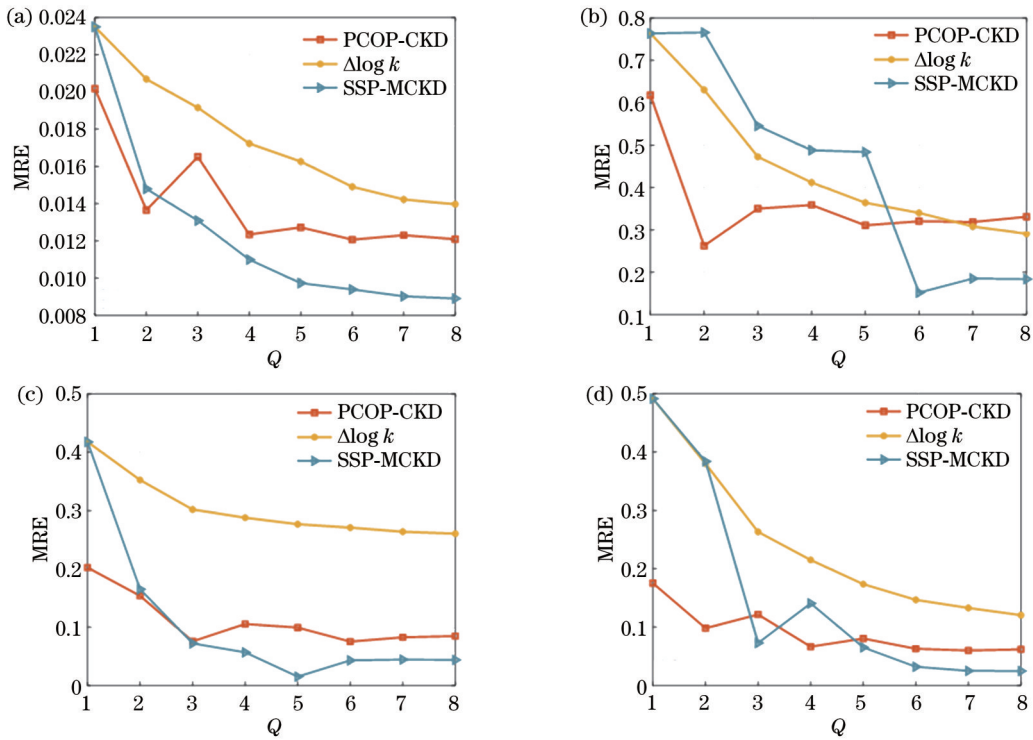 (a)
0.024
0.022
0.020
0.018
0.016
0.014
0.012
0.010
0.008
MRE
PCOP-CKD
Δlog k
SSP-MCKD
1 2 3 4 5 6 7 8
Q
(b)
0.8
0.7
0.6
0.5
0.4
0.3
0.2
0.1
MRE
PCOP-CKD
Δlog k
SSP-MCKD
1 2 3 4 5 6 7 8
Q
(c)
0.5
0.4
0.3
0.2
0.1
0
MRE
PCOP-CKD
Δlog k
SSP-MCKD
1 2 3 4 5 6 7 8
Q
(d)
0.5
0.4
0.3
0.2
0.1
0
MRE
PCOP-CKD
Δlog k
SSP-MCKD
1 2 3 4 5 6 7 8
Q